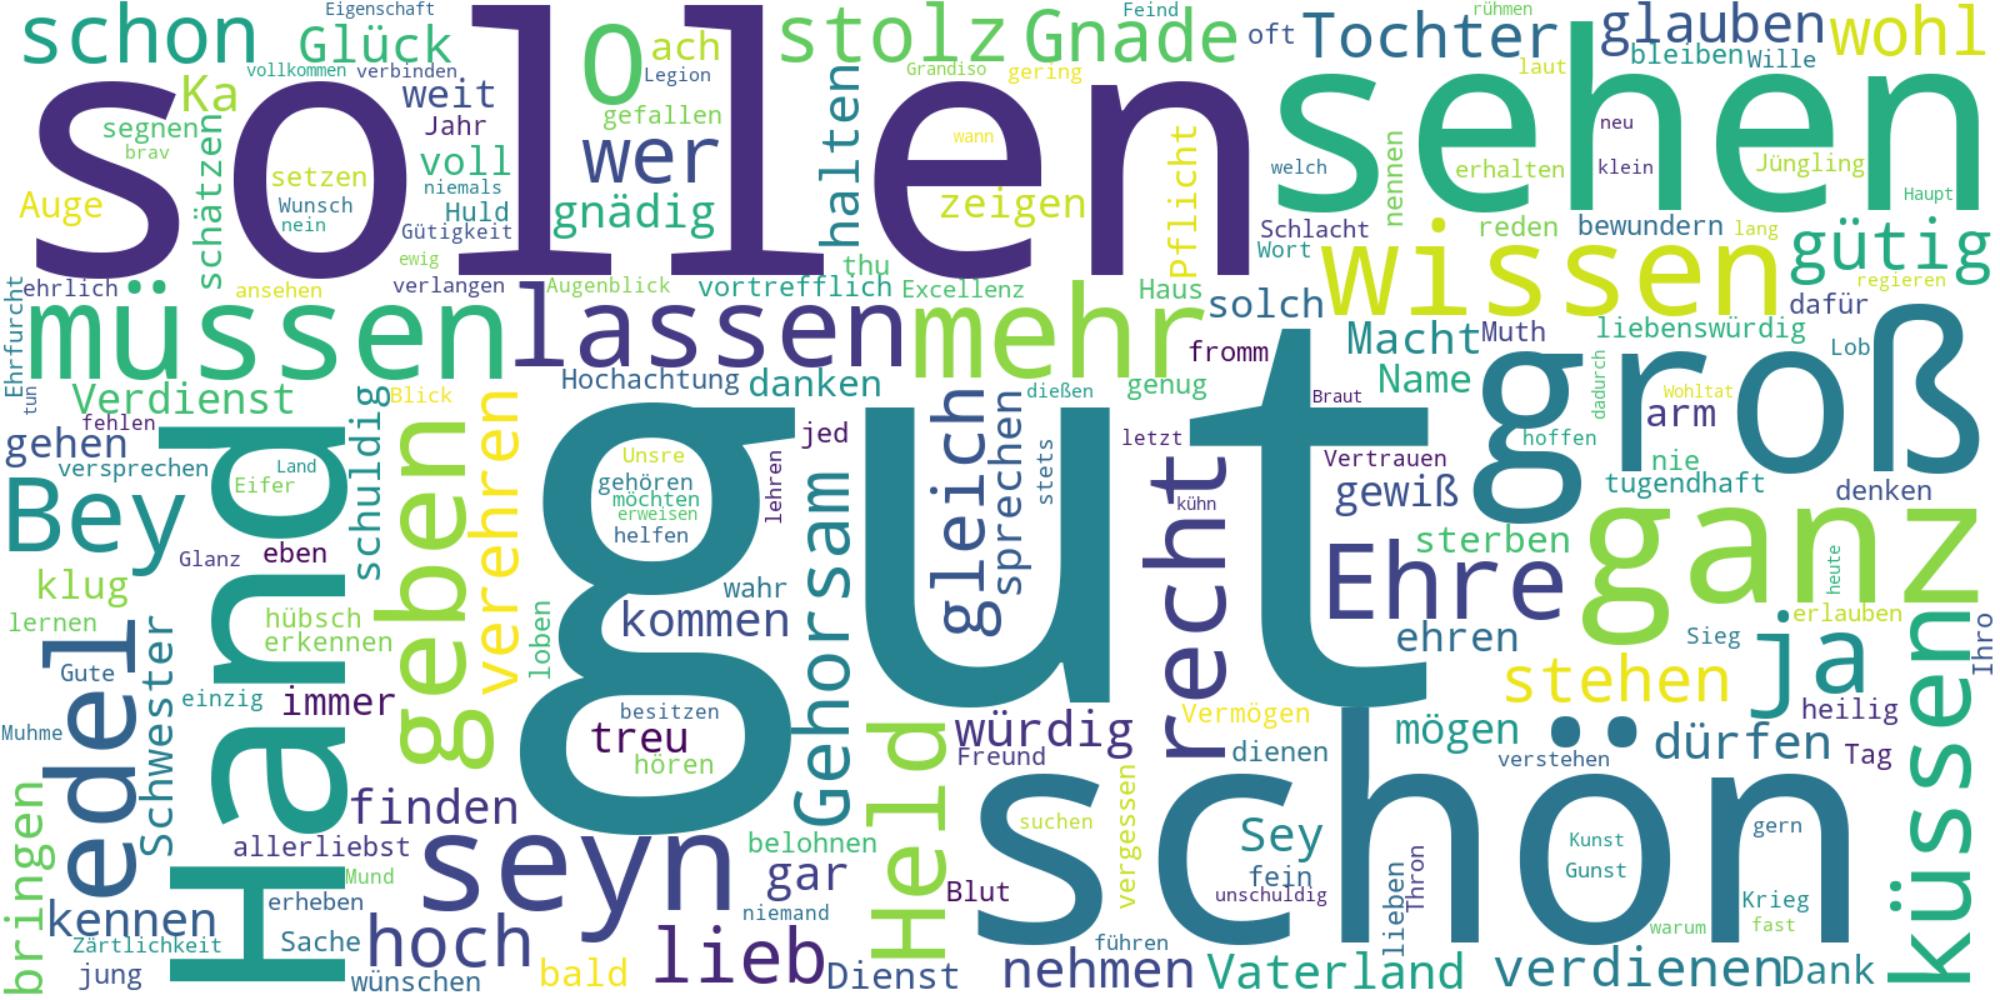 Eigenschaft
Feind
rühmen
schon
Glück
O
ach
stolz
Gnade
oft
Tochter
glauben
wohl
sollen
sehen
vollkommen
verbinden
Legion
Grandiso
gering
laut
bleiben
Wille
Ka
weit
gefallen
halten
segnen
Jahr
wer
wann
Pflicht
nennen
neu
brav
schätzen
voll
setzen
niemals
welch
erhalten
klein
Jüngling
Haupt
Auge
Wunsch
nein
Huld
Gütigkeit
gnädig
zeigen
Schlacht
reden
bewundern
lang
gütig
ewig
Wort
wissen
thu
regieren
Ehrfurcht
ehrlich
ansehen
verlangen
Augenblick
vortrefflich
Excellenz
Haus
solch
dafür
müssen
lassen
mehr
fromm
Macht
Muth
liebenswürdig
Lob
groß
tun
Verdienst
schuldig
Blick
Hochachtung
danken
dießen
genug
Name
Braut
dadurch
Wohltat
arm
fehlen
gehen
Hand
geben
verehren
gut
jed
gleich
sprechen
stets
letzt
recht
hoffen
versprechen
Land
Eifer
Unsre
gehören
möchten
erweisen
helfen
lehren
Gehorsam
kühn
Vertrauen
gewiß
nie
tugendhaft
denken
Bey
Glanz
eben
sterben
ganz
heute
klug
wahr
Ehre
lernen
hübsch
erkennen
loben
kommen
ehren
Sieg
ja
erlauben
küssen
Ihro
edel
Gute
Schwester
einzig
immer
stehen
heilig
Muhme
besitzen
treu
hören
Held
würdig
Freund
Vermögen
dienen
mögen
verstehen
dürfen
Tag
schön
bringen
finden
vergessen
suchen
Sey
Kunst
gern
allerliebst
seyn
belohnen
gar
fein
Gunst
Mund
Blut
unschuldig
lieben
Thron
kennen
erheben
niemand
Krieg
Zärtlichkeit
Sache
hoch
lieb
führen
warum
fast
jung
wünschen
bald
Dienst
nehmen
Vaterland
verdienen
Dank